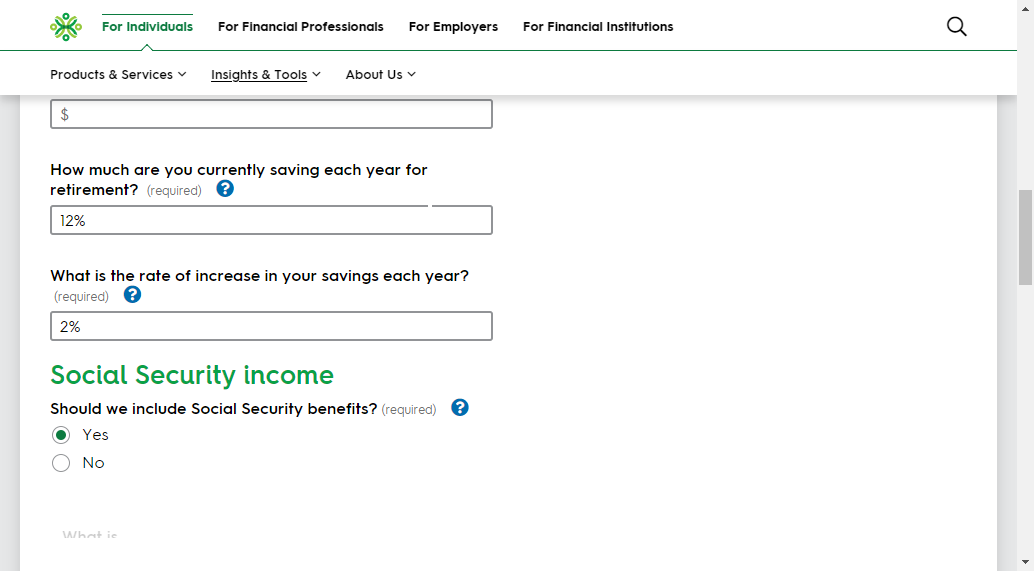 For Individuals For Financial Professionals For Employers For Financial Institutions
Products & Services Insights & Tools About Us
$
How much are you currently saving each year for
retirement? (required) ?
12%
What is the rate of increase in your savings each year?
(required) ?
2%
Social Security income
Should we include Social Security benefits? (required) ?
Yes
No
What is